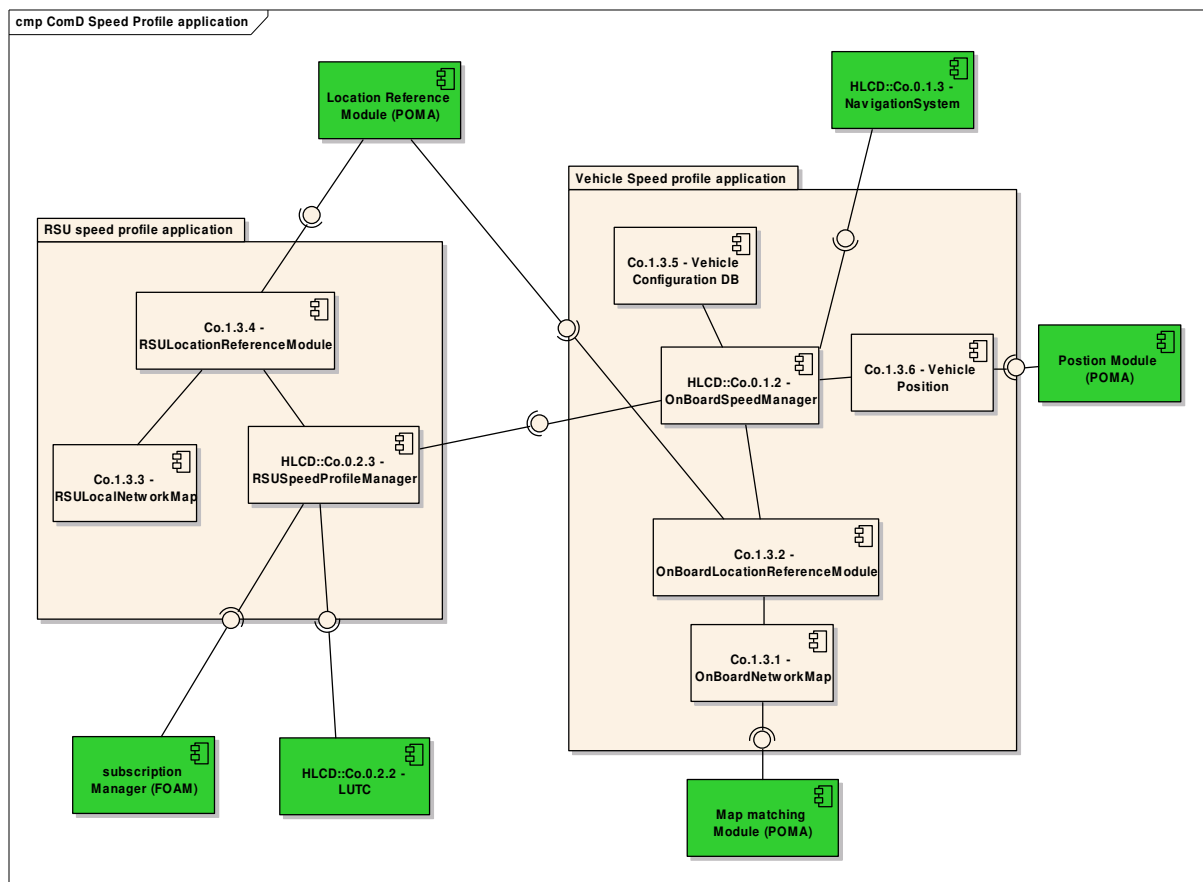 cmp ComD Speed Profile application
Location Reference
Module (POMA)
HLCD::Co.0.1.3 -
NavigationSystem
Vehicle Speed profile application
RSU speed profile application
Co.1.3.5 - Vehicle
Configuration DB
Co.1.3.4 -
RSULocationReferenceModule
HLCD::Co.0.1.2 -
OnBoardSpeedManager
Co.1.3.6 - Vehicle
Position
Postion Module
(POMA)
Co.1.3.3 -
RSULocalNetworkMap
HLCD::Co.0.2.3 -
RSUSpeedProfileManager
Co.1.3.2 -
OnBoardLocationReferenceModule
Co.1.3.1 -
OnBoardNetworkMap
subscription
Manager (FOAM)
HLCD::Co.0.2.2 -
LUTC
Map matching
Module (POMA)